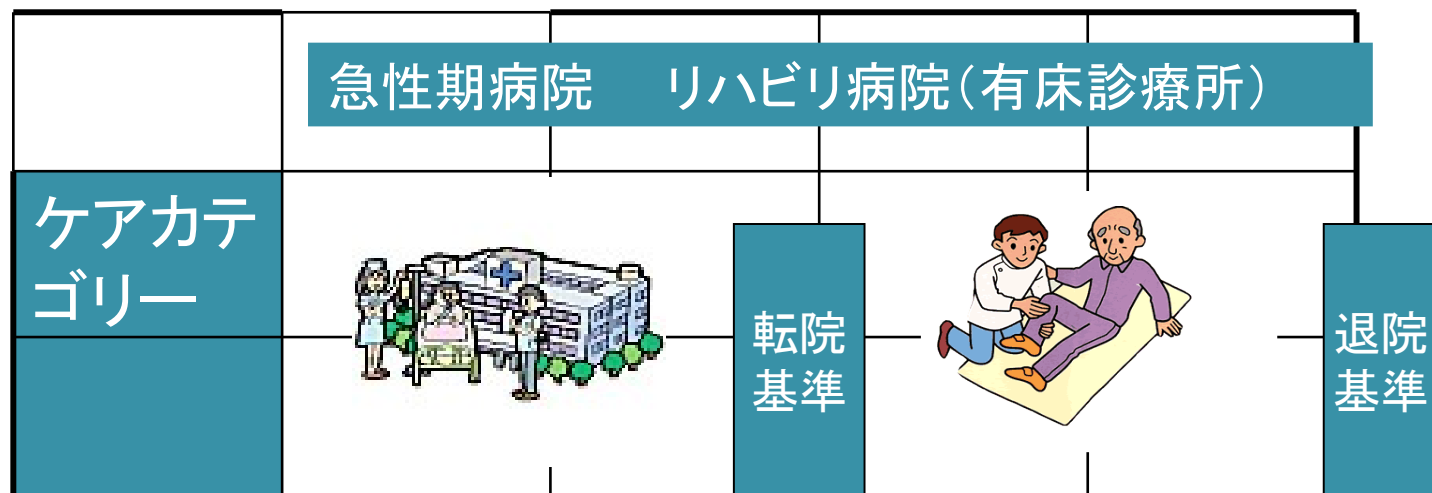 急性期病院　リハビリ病院（有床診療所）
ケアカテ
ゴリー
転院
基準
退院
基準